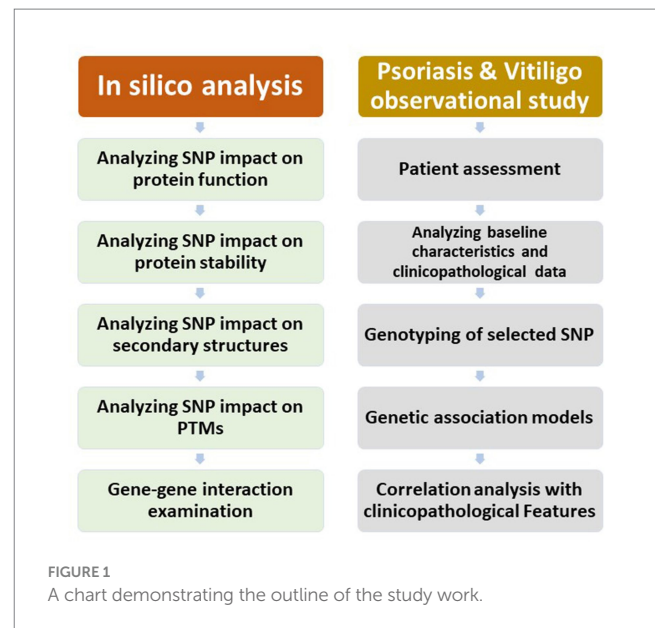 In silico analysis
Analyzing SNP impact on
protein function
Analyzing SNP impact on
protein stability
Analyzing SNP impact on
secondary structures
Analyzing SNP impact on
PTMs
Gene-gene interaction
examination
Psoriasis & Vitiligo
observational study
Patient assessment
Analyzing baseline
characteristics and
clinicopathological data
Genotyping of selected SNP
Genetic association models
Correlation analysis with
clinicopathological Features
FIGURE 1
A chart demonstrating the outline of the study work.